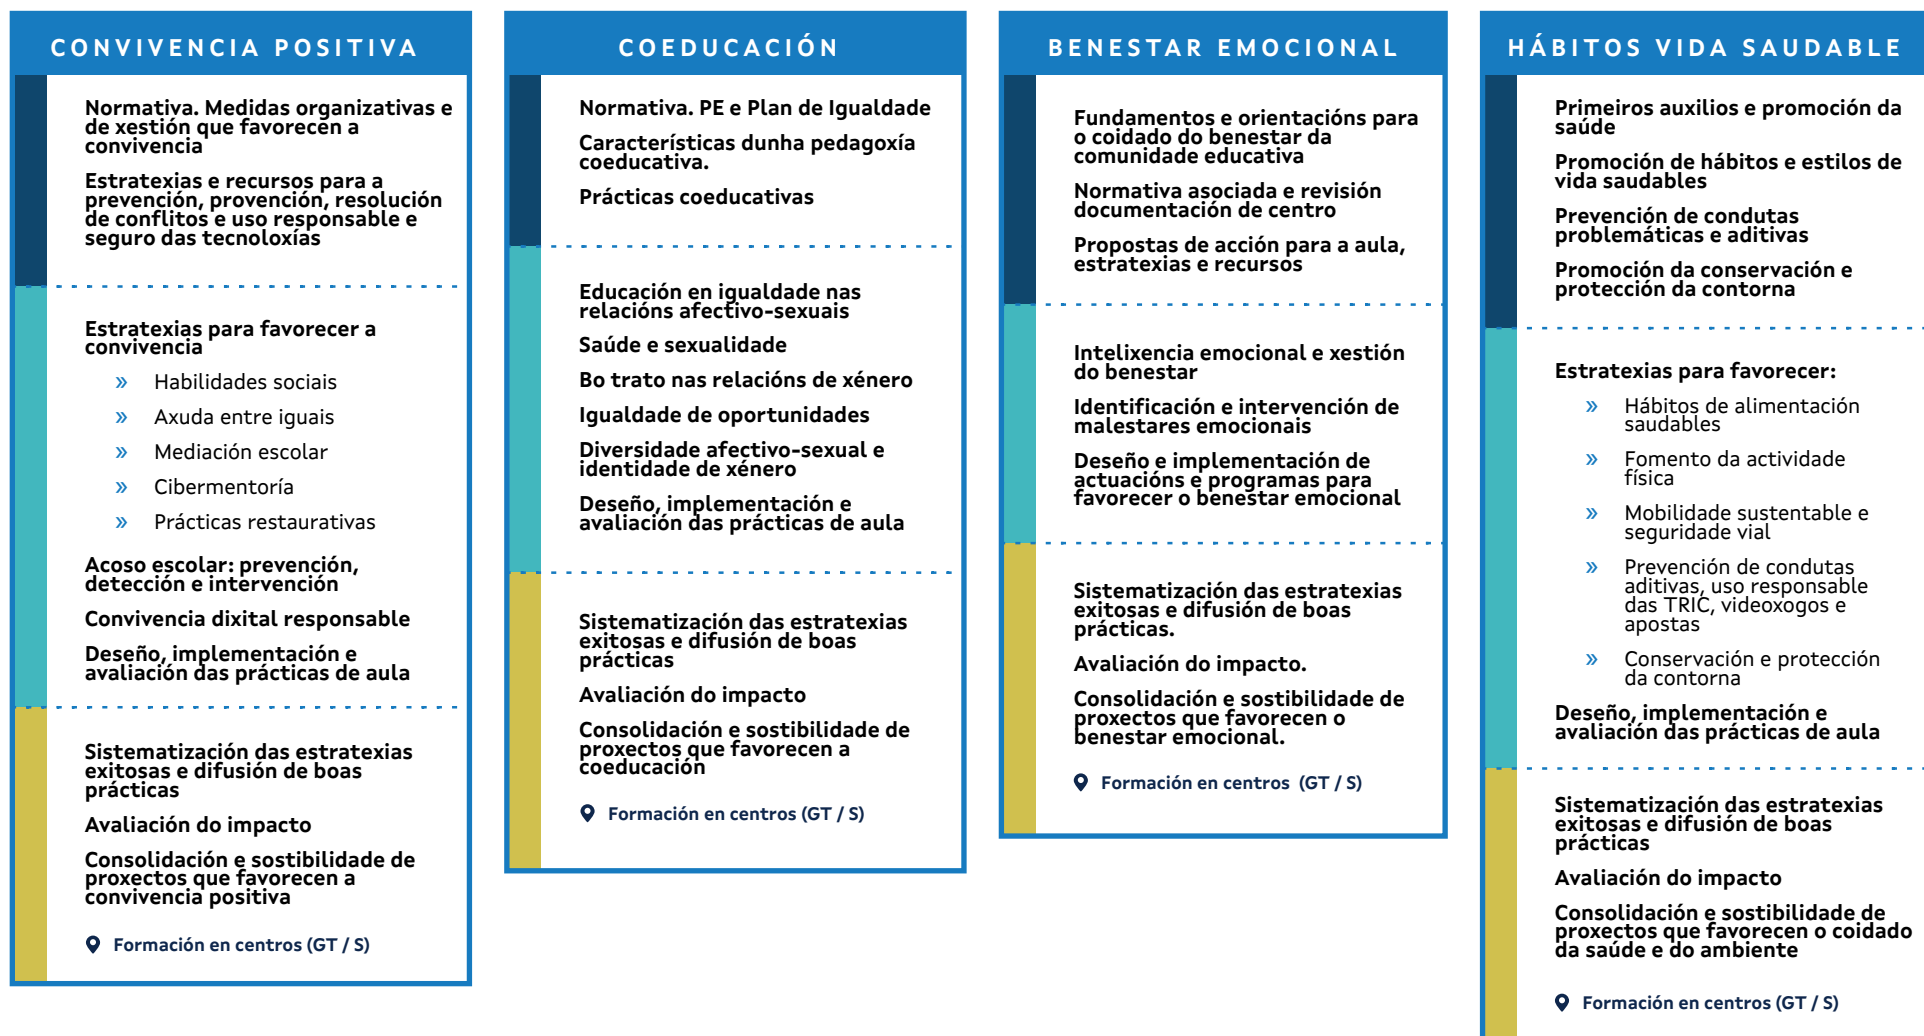 CONVIVENCIA POSITIVA
Normativa. Medidas organizativas e
de xestión que favorecen a
convivencia
Estratexias e recursos para a
prevención, provención, resolución
de conflitos e uso responsable e
seguro das tecnoloxías
Estratexias para favorecer a
convivencia
» Habilidades sociais
» Axuda entre iguais
» Mediación escolar
» Cibermentoría
» Prácticas restaurativas
Acoso escolar: prevención,
detección e intervención
Convivencia dixital responsable
Deseño, implementación e
avaliación das prácticas de aula
Sistematización das estratexias
exitosas e difusión de boas
prácticas
Avaliación do impacto
Consolidación e sostibilidade de
proxectos que favorecen a
convivencia positiva
Formación en centros (GT / S)
COEDUCACIÓN
Normativa. PE e Plan de Igualdade
Características dunha pedagoxía
coeducativa.
Prácticas coeducativas
Educación en igualdade nas
relacións afectivo-sexuais
Saúde e sexualidade
Bo trato nas relacións de xénero
Igualdade de oportunidades
Diversidade afectivo-sexual e
identidade de xénero
Deseño, implementación e
avaliación das prácticas de aula
Sistematización das estratexias
exitosas e difusión de boas
prácticas
Avaliación do impacto
Consolidación e sostibilidade de
proxectos que favorecen a
coeducación
Formación en centros (GT / S)
BENESTAR EMOCIONAL
Fundamentos e orientacións para
o coidado do benestar da
comunidade educativa
Normativa asociada e revisión
documentación de centro
Propostas de acción para a aula,
estratexias e recursos
Intelixencia emocional e xestión
do benestar
Identificación e intervención de
malestares emocionais
Deseño e implementación de
actuacións e programas para
favorecer o benestar emocional
Sistematización das estratexias
exitosas e difusión de boas
prácticas.
Avaliación do impacto.
Consolidación e sostibilidade de
proxectos que favorecen o
benestar emocional.
Formación en centros (GT / S)
HÁBITOS VIDA SAUDABLE
Primeiros auxilios e promoción da
saúde
Promoción de hábitos e estilos de
vida saudables
Prevención de condutas
problemáticas e aditivas
Promoción da conservación e
protección da contorna
Estratexias para favorecer:
» Hábitos de alimentación
saudables
» Fomento da actividade
física
» Mobilidade sustentable e
seguridade vial
» Prevención de condutas
aditivas, uso responsable
das TRIC, videoxogos e
apostas
» Conservación e protección
da contorna
Deseño, implementación e
avaliación das prácticas de aula
Sistematización das estratexias
exitosas e difusión de boas
prácticas
Avaliación do impacto
Consolidación e sostibilidade de
proxectos que favorecen o coidado
da saúde e do ambiente
Formación en centros (GT / S)